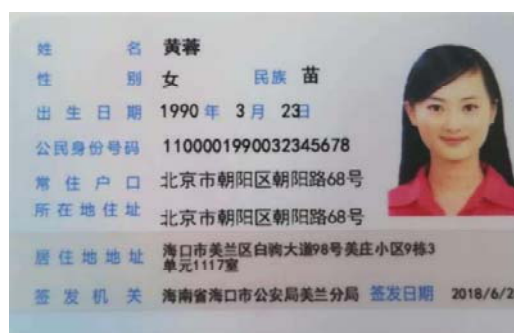 姓 名 黄蓉
性 别 女 民族 苗
出生日期 1990年 3月 23日
公民身份号码 1100001990032345678
常住户口 北京市朝阳区朝阳路68号
所在地住址 北京市朝阳区朝阳路68号
居住地地址 海口市美兰区白驹大道98号美庄小区9栋3
单元1117室
签发机关 海南省海口市公安局美兰分局 签发日期 2018/6/2